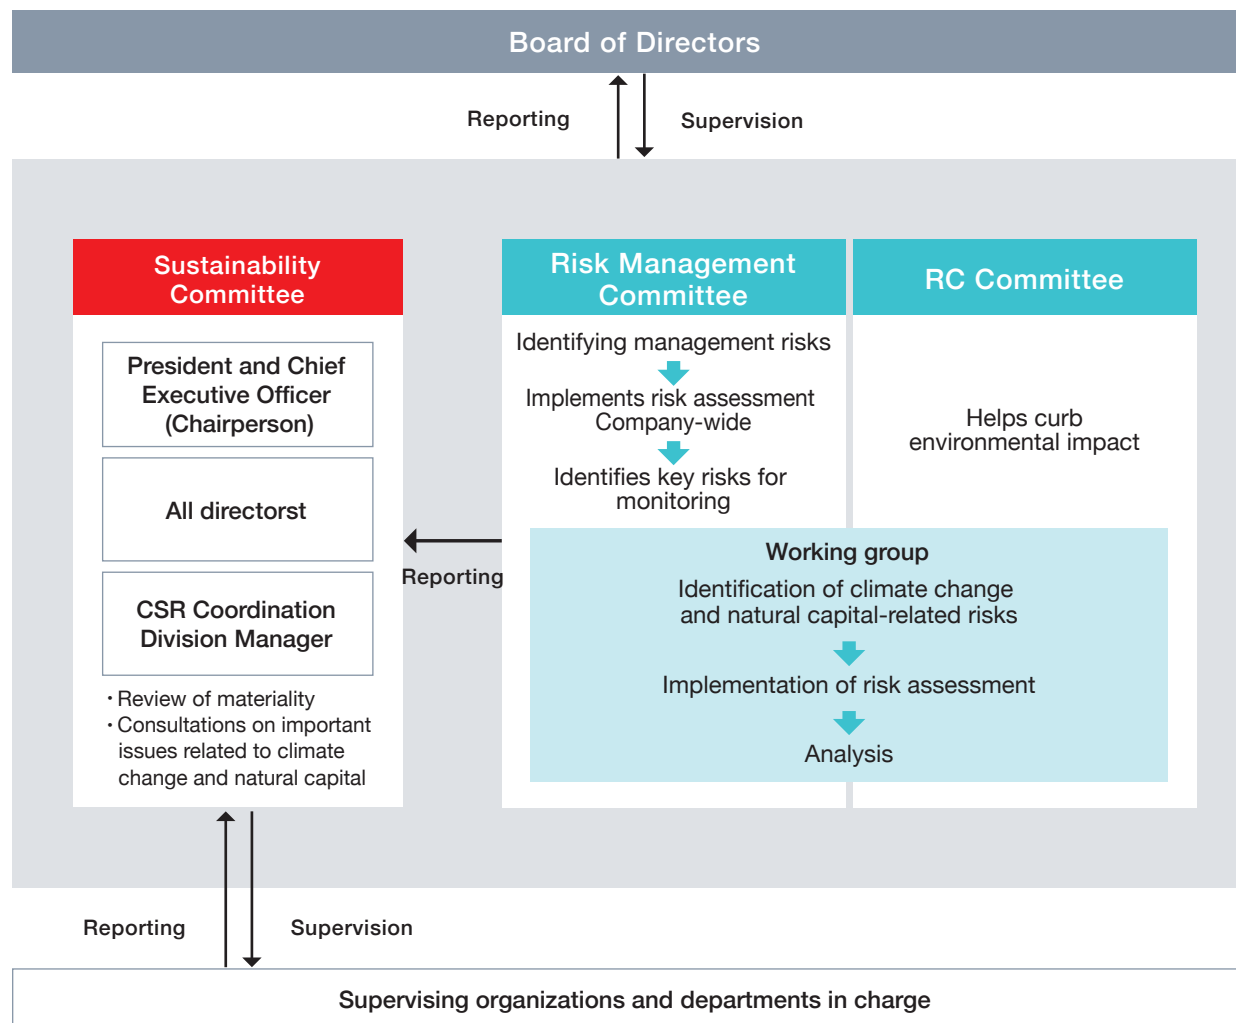 Board of Directors
Reporting
Supervision
Sustainability
Committee
President and Chief
Executive Officer
(Chairperson)
All directorst
CSR Coordination
Division Manager
・Review of materiality
・Consultations on important
issues related to climate
change and natural capital
Reporting
Risk Management
Committee
Identifying management risks
Implements risk assessment
Company-wide
Identifies key risks for
monitoring
RC Committee
Helps curb
environmental impact
Working group
Identification of climate change
and natural capital-related risks
Implementation of risk assessment
Analysis
Reporting
Supervision
Supervising organizations and departments in charge